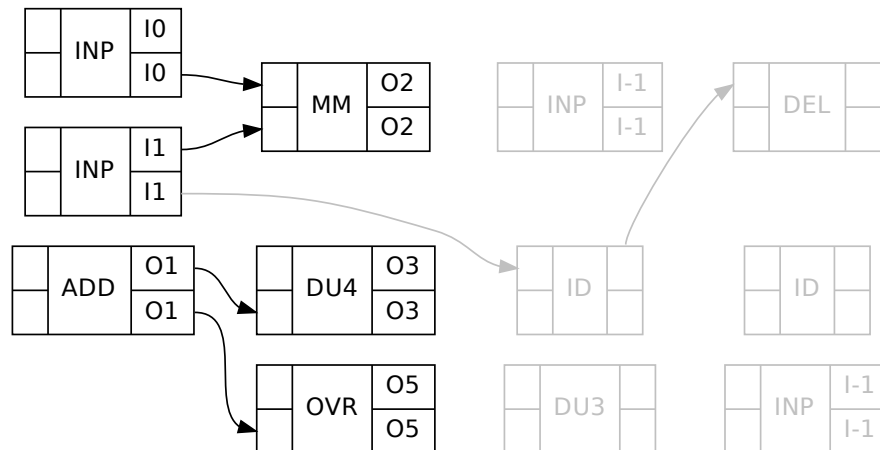 INP
I0
I0
MM
O2
O2
INP
I-1
I-1
DEL
INP
I1
I1
ADD
O1
O1
DU4
O3
O3
ID
ID
OVR
O5
O5
DU3
INP
I-1
I-1